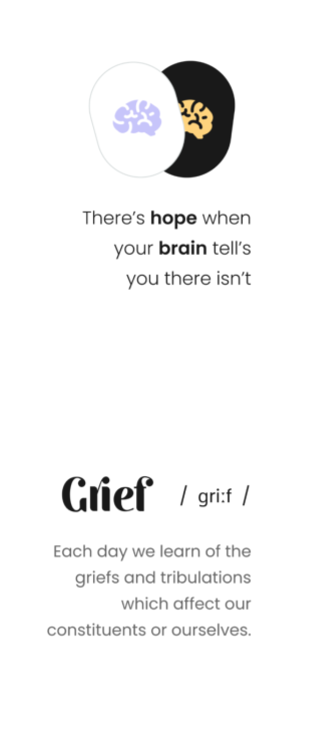 There's hope when
your brain tell's
you there isn't
Grief / gri:f /
Each day we learn of the
griefs and tribulations
which affect our
constituents or ourselves.